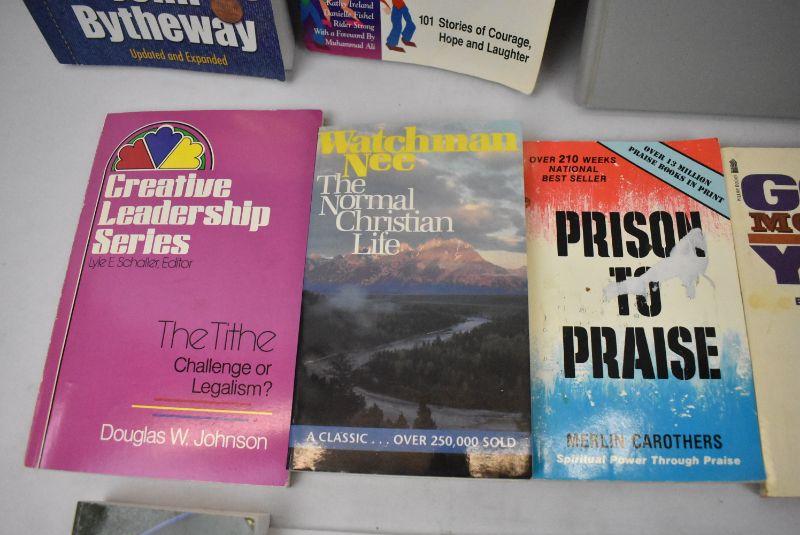 Bytheway
Updated and Expanded
Kathy Ireland
Danielle Fishel
Rider Strong
With a Foreword By
Muhammad Ali
101 Stories of Courage,
Hope and Laughter
Creative
Leadership
Series
Lyle E. Schaller, Editor
The Tithe
Challenge or
Legalism?
Douglas W. Johnson
Watchman
Nee
The
Normal
Christian
Life
A CLASSIC . . . OVER 250,000 SOLD
OVER 210 WEEKS
NATIONAL
BEST SELLER
OVER 13 MILLION
PRAISE BOOKS IN PRINT
PRISON
TO
PRAISE
MERLIN CAROTHERS
Spiritual Power Through Praise